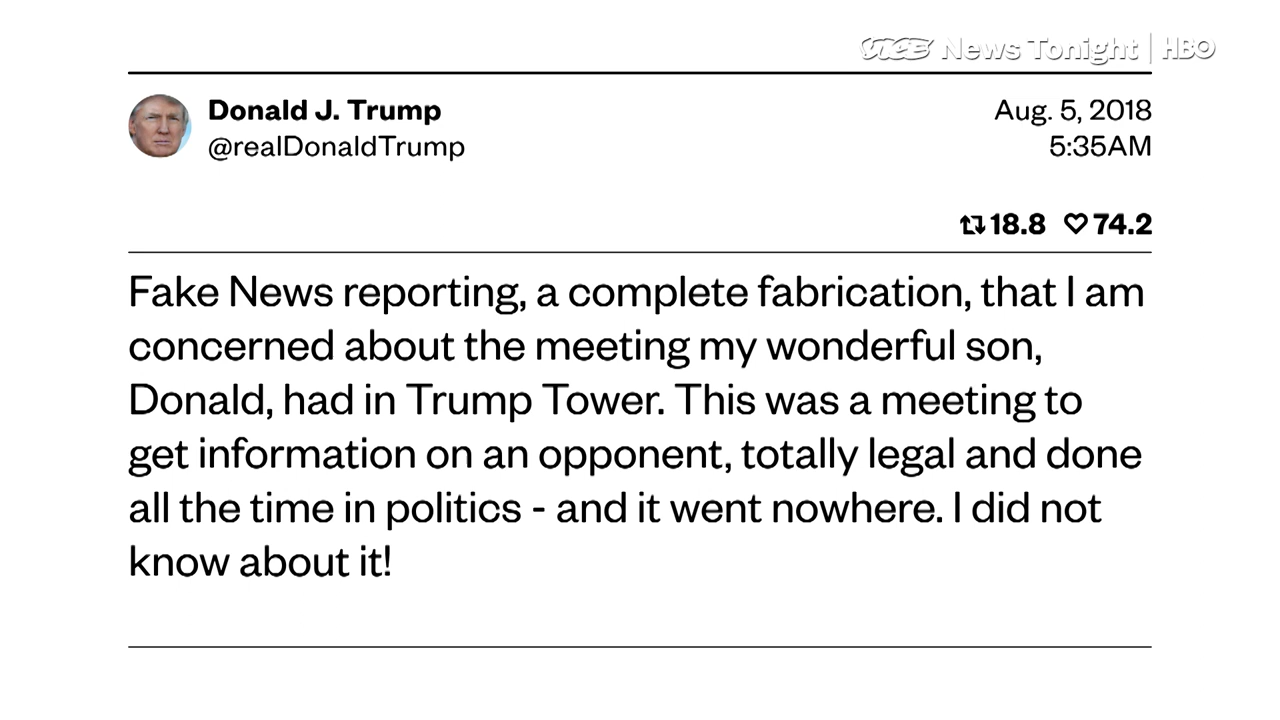 VICE News Tonight | HBO
Donald J. Trump
Aug. 5, 2018
@realDonaldTrump
5:35AM
18.8 74.2
Fake News reporting, a complete fabrication, that I am
concerned about the meeting my wonderful son,
Donald, had in Trump Tower. This was a meeting to
get information on an opponent, totally legal and done
all the time in politics - and it went nowhere. I did not
know about it!